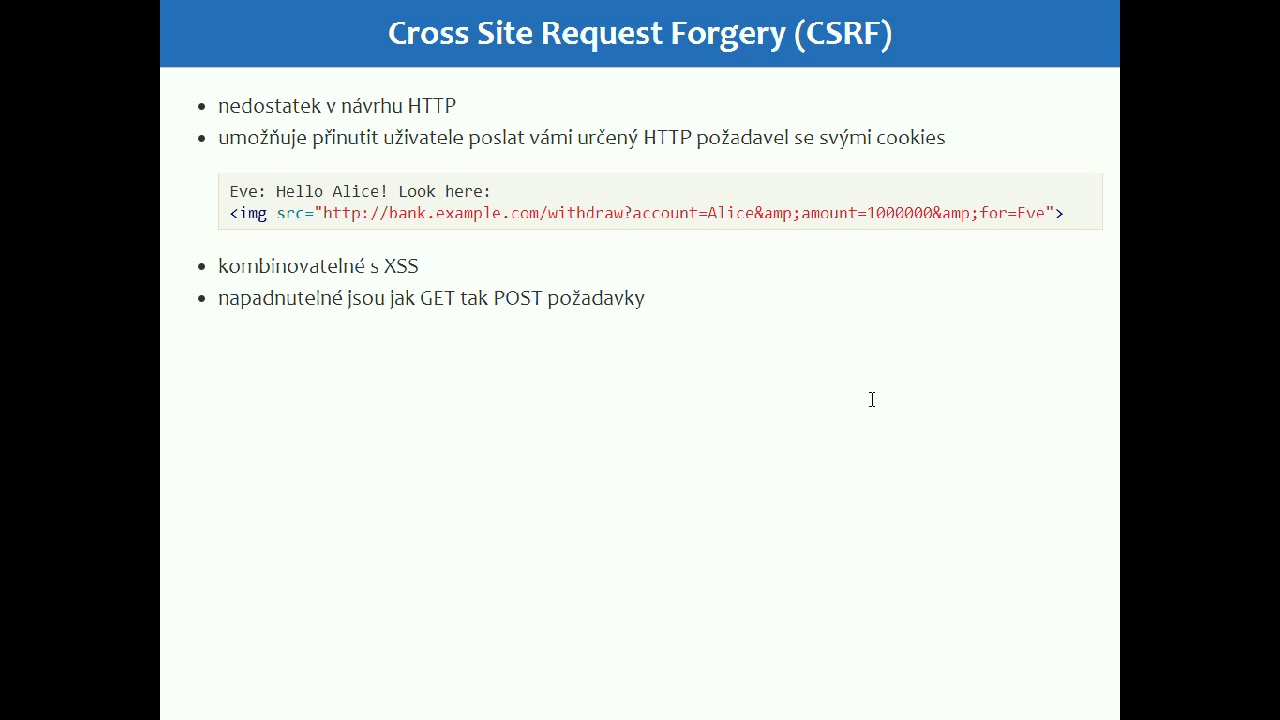 Cross Site Request Forgery (CSRF)
• nedostatek v návrhu HTTP
• umožňuje přinutit uživatele poslat vámi určený HTTP požadavel se svými cookies
Eve: Hello Alice! Look here:
<img src="http://bank.example.com/withdraw?account=Alice&amp;amount=1000000&amp;for=Eve">
• kombinovatelné s XSS
• napadnutelné jsou jak GET tak POST požadavky